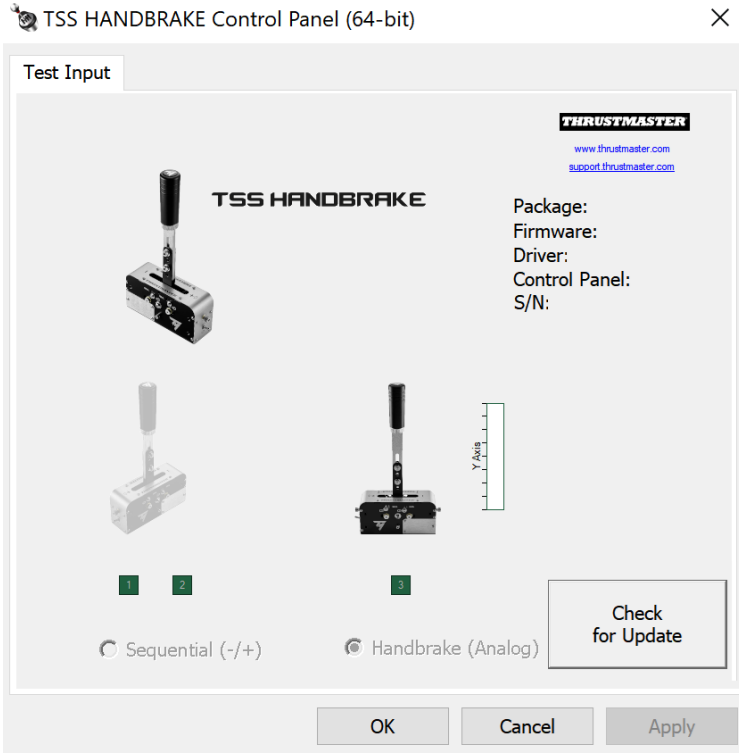 TSS HANDBRAKE Control Panel (64-bit)
Test Input
THRUSTMASTER
www.thrustmaster.com
support.thrustmaster.com
TSS HANDBRAKE
Package:
Firmware:
Driver:
Control Panel:
S/N:
Y Axis
1 2 3
Sequential (-/+) Handbrake (Analog)
Check
for Update
OK Cancel Apply